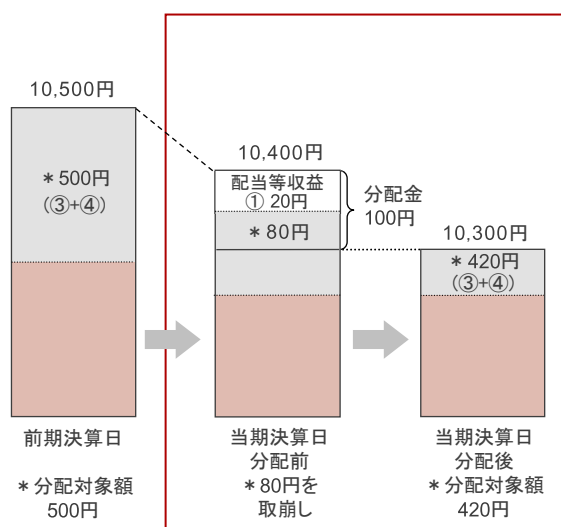 10,500円
＊500円
(③+④)
前期決算日
＊分配対象額
500円
10,400円
配当等収益
① 20円
＊80円
分配金
100円
当期決算日
分配前
＊80円を
取崩し
10,300円
＊420円
(③+④)
当期決算日
分配後
＊分配対象額
420円